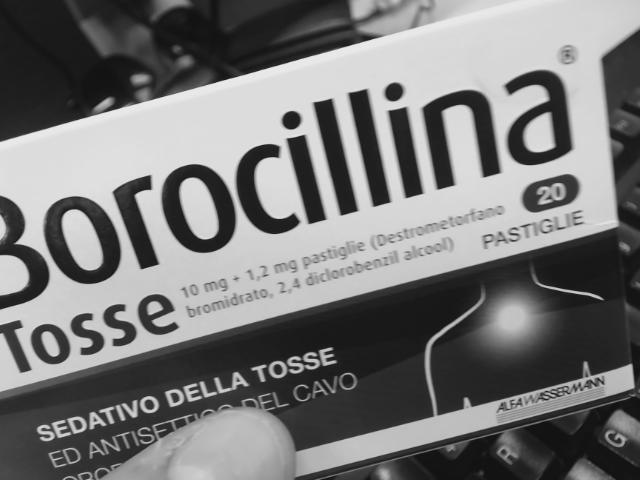 Borocillina®
Tosse
10 mg + 1,2 mg pastiglie (Destrometorfano
bromidrato, 2,4 diclorobenzil alcool)
20
PASTIGLIE
SEDATIVO DELLA TOSSE
ED ANTISETTICO DEL CAVO
ALFA WASSERMANN
R
G